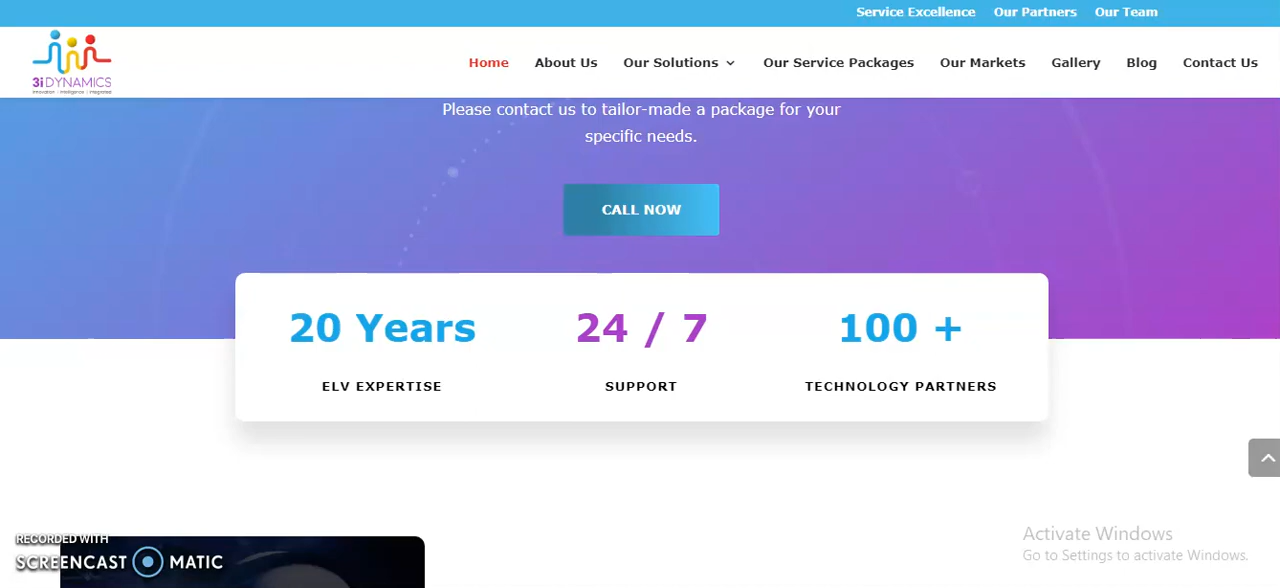 Service Excellence Our Partners Our Team
3i DYNAMICS
Innovation | Intelligence | Integrated
Home About Us Our Solutions Our Service Packages Our Markets Gallery Blog Contact Us
Please contact us to tailor-made a package for your
specific needs.
CALL NOW
20 Years 24 / 7 100 +
ELV EXPERTISE SUPPORT TECHNOLOGY PARTNERS
RECORDED WITH
SCREENCAST MATIC
Activate Windows
Go to Settings to activate Windows.